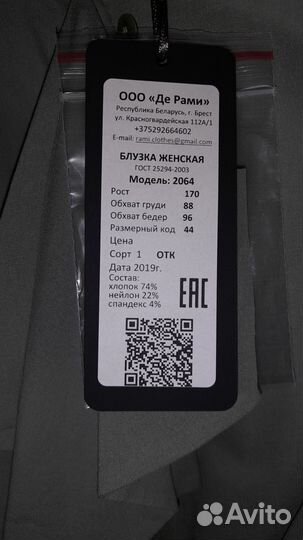 ООО «Де Рами»
Республика Беларусь, г. Брест
ул. Красногвардейская 112А/1
+375292664602
E-mail: rami.clothes@gmail.com
БЛУЗКА ЖЕНСКАЯ
ГОСТ 25294-2003
Модель: 2064
Рост 170
Обхват груди 88
Обхват бедер 96
Размерный код 44
Цена
Сорт 1 ОТК
Дата 2019г.
Состав:
хлопок 74%
нейлон 22%
спандекс 4%
ЕАС
Avito